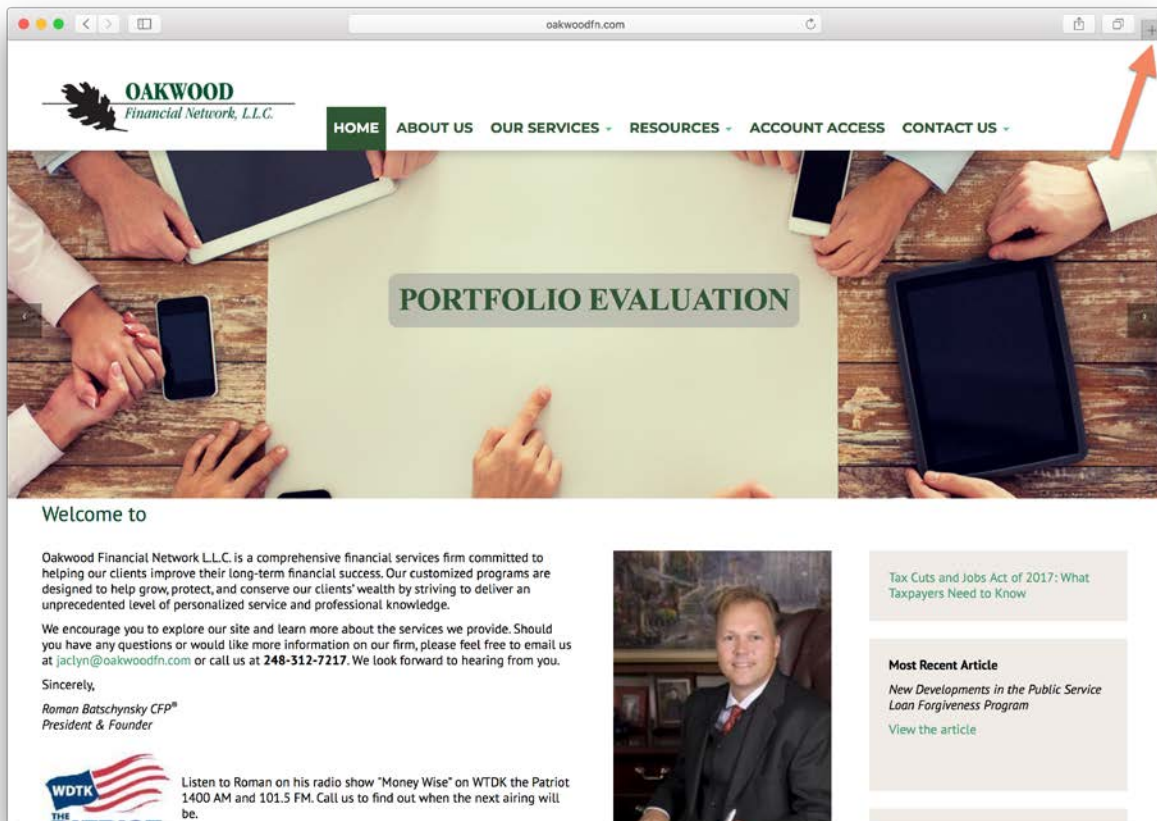 oakwoodfn.com
OAKWOOD
Financial Network, L.L.C.
HOME ABOUT US OUR SERVICES RESOURCES ACCOUNT ACCESS CONTACT US
PORTFOLIO EVALUATION
Welcome to
Oakwood Financial Network L.L.C. is a comprehensive financial services firm committed to
helping our clients improve their long-term financial success. Our customized programs are
designed to help grow, protect, and conserve our clients' wealth by striving to deliver an
unprecedented level of personalized service and professional knowledge.
We encourage you to explore our site and learn more about the services we provide. Should
you have any questions or would like more information on our firm, please feel free to email us
at jaclyn@oakwoodfn.com or call us at 248-312-7217. We look forward to hearing from you.
Sincerely,
Roman Batschynsky CFP®
President & Founder
WDTK
THE
PATRIOT
Listen to Roman on his radio show "Money Wise" on WTDK the Patriot
1400 AM and 101.5 FM. Call us to find out when the next airing will
be.
Tax Cuts and Jobs Act of 2017: What
Taxpayers Need to Know
Most Recent Article
New Developments in the Public Service
Loan Forgiveness Program
View the article